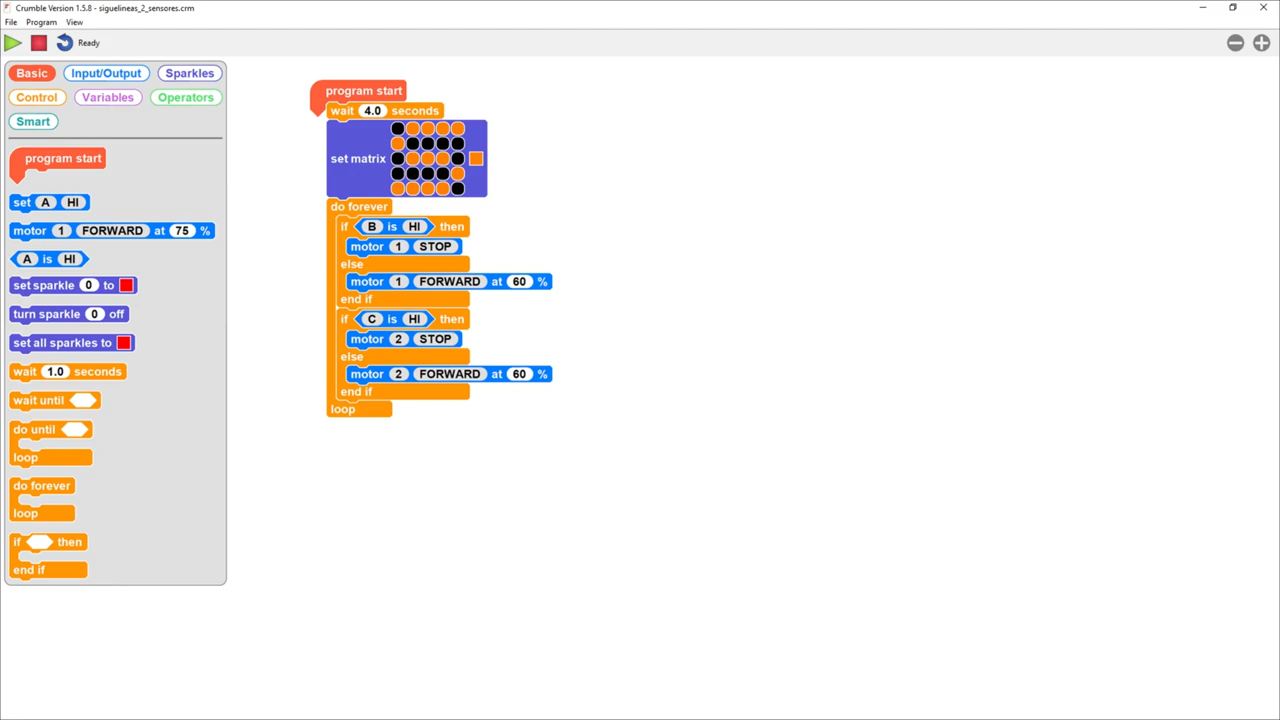 Crumble Version 1.5.8 - siguelineas_2_sensores.crm
File Program View
Ready
Basic Input/Output Sparkles
Control Variables Operators
Smart
program start
set A HI
motor 1 FORWARD at 75 %
A is HI
set sparkle 0 to
turn sparkle 0 off
set all sparkles to
wait 1.0 seconds
wait until
do until
loop
do forever
loop
if then
end if
program start
wait 4.0 seconds
set matrix
do forever
if B is HI then
motor 1 STOP
else
motor 1 FORWARD at 60 %
end if
if C is HI then
motor 2 STOP
else
motor 2 FORWARD at 60 %
end if
loop